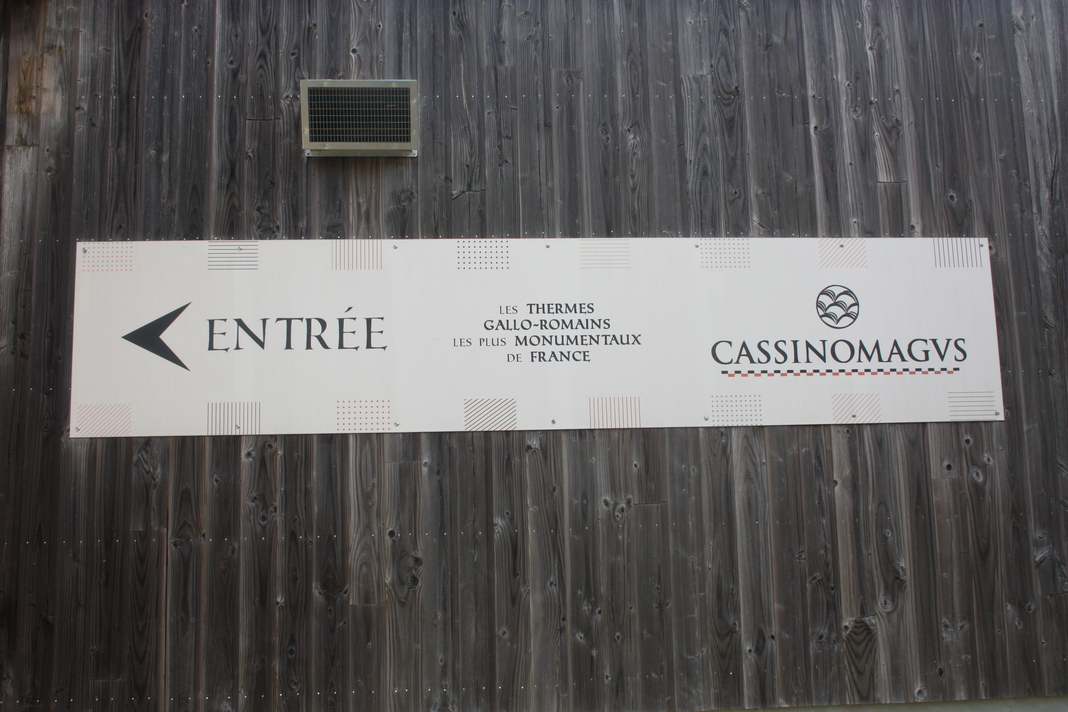 ENTRÉE
LES THERMES
GALLO-ROMAINS
LES PLUS MONUMENTAUX
DE FRANCE
CASSINOMAGVS